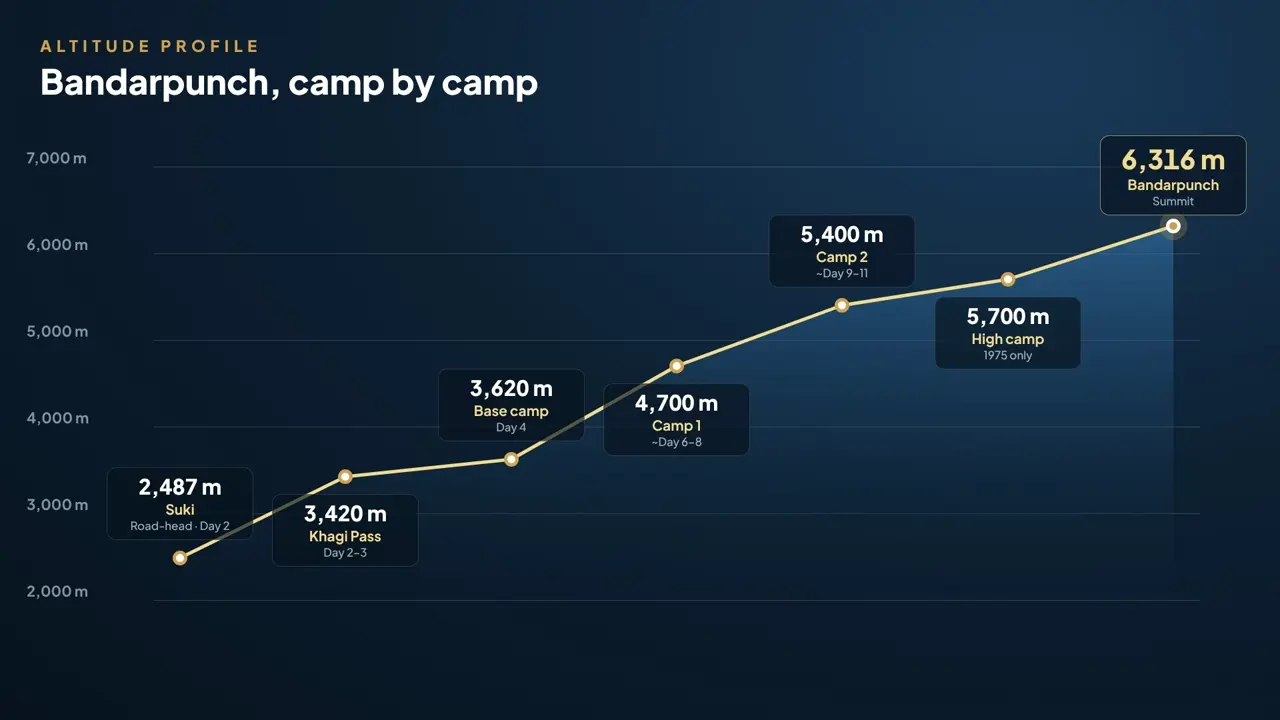 ALTITUDE PROFILE
Bandarpunch, camp by camp
7,000 m
6,000 m
5,000 m
4,000 m
3,000 m
2,000 m
2,487 m
Suki
Road-head · Day 2
3,420 m
Khagi Pass
Day 2–3
3,620 m
Base camp
Day 4
4,700 m
Camp 1
~Day 6–8
5,400 m
Camp 2
~Day 9–11
5,700 m
High camp
1975 only
6,316 m
Bandarpunch
Summit